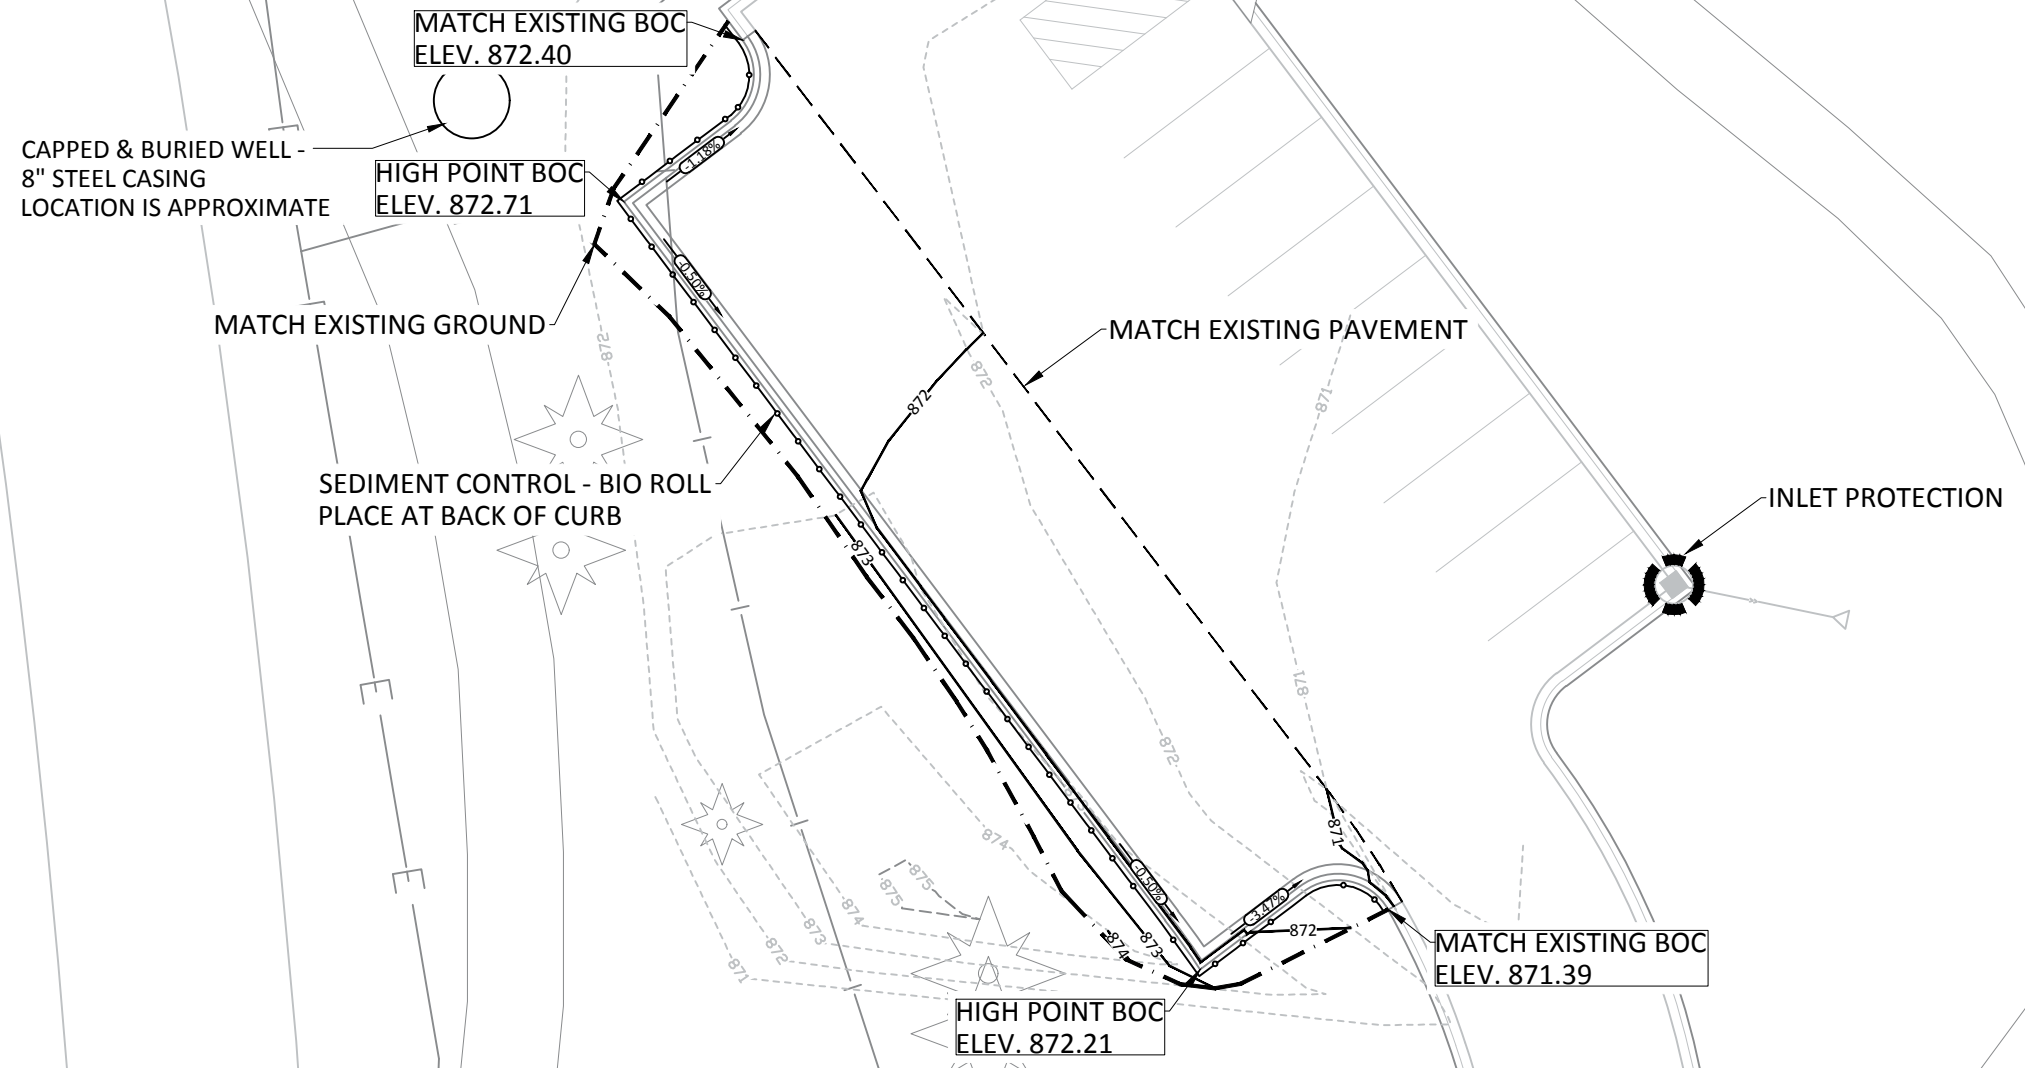 MATCH EXISTING BOC
ELEV. 872.40
CAPPED & BURIED WELL -
8" STEEL CASING
LOCATION IS APPROXIMATE
HIGH POINT BOC
ELEV. 872.71
-1.18%
-0.50%
MATCH EXISTING GROUND
872
MATCH EXISTING PAVEMENT
872
872
871
SEDIMENT CONTROL - BIO ROLL
PLACE AT BACK OF CURB
INLET PROTECTION
873
871
872
873
874
871
875
875
-0.50%
-3.47%
874
873
872
871
874
873
872
MATCH EXISTING BOC
ELEV. 871.39
HIGH POINT BOC
ELEV. 872.21